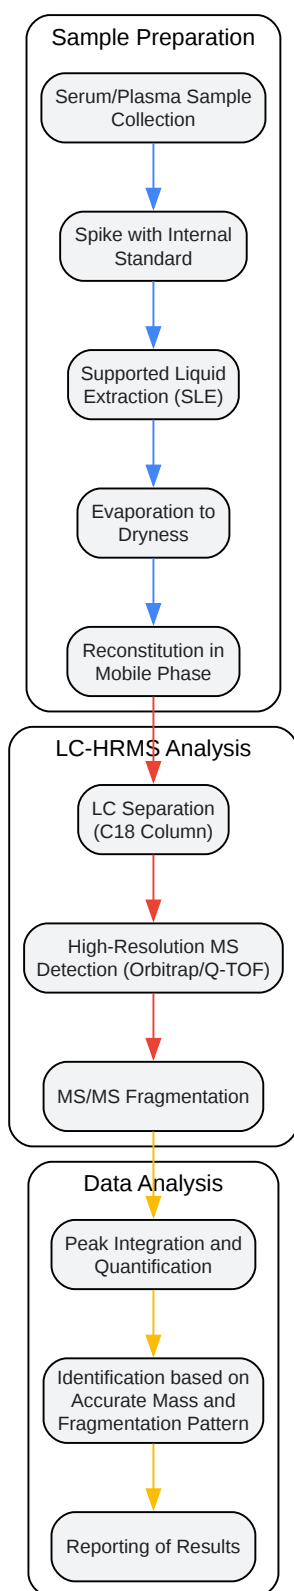 Sample Preparation
Serum/Plasma Sample
Collection
Spike with Internal
Standard
Supported Liquid
Extraction (SLE)
Evaporation to
Dryness
Reconstitution in
Mobile Phase
LC-HRMS Analysis
LC Separation
(C18 Column)
High-Resolution MS
Detection (Orbitrap/Q-TOF)
MS/MS Fragmentation
Data Analysis
Peak Integration and
Quantification
Identification based on
Accurate Mass and
Fragmentation Pattern
Reporting of Results